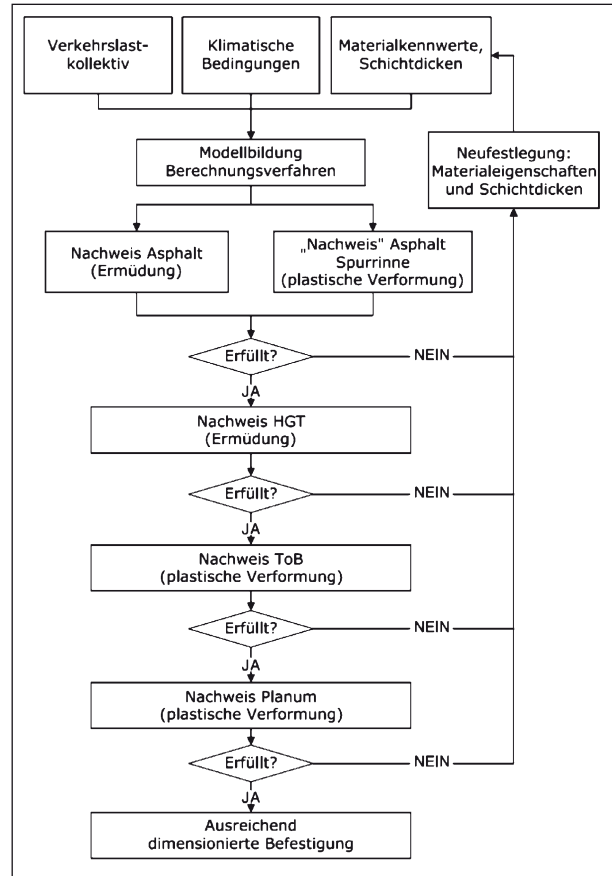 Verkehrslast-
kollektiv
Klimatische
Bedingungen
Materialkennwerte,
Schichtdicken
Modellbildung
Berechnungsverfahren
Neufestlegung:
Materialeigenschaften
und Schichtdicken
Nachweis Asphalt
(Ermüdung)
„Nachweis" Asphalt
Spurrinne
(plastische Verformung)
Erfüllt?
NEIN
JA
Nachweis HGT
(Ermüdung)
Erfüllt?
NEIN
JA
Nachweis ToB
(plastische Verformung)
Erfüllt?
NEIN
JA
Nachweis Planum
(plastische Verformung)
Erfüllt?
NEIN
JA
Ausreichend
dimensionierte Befestigung